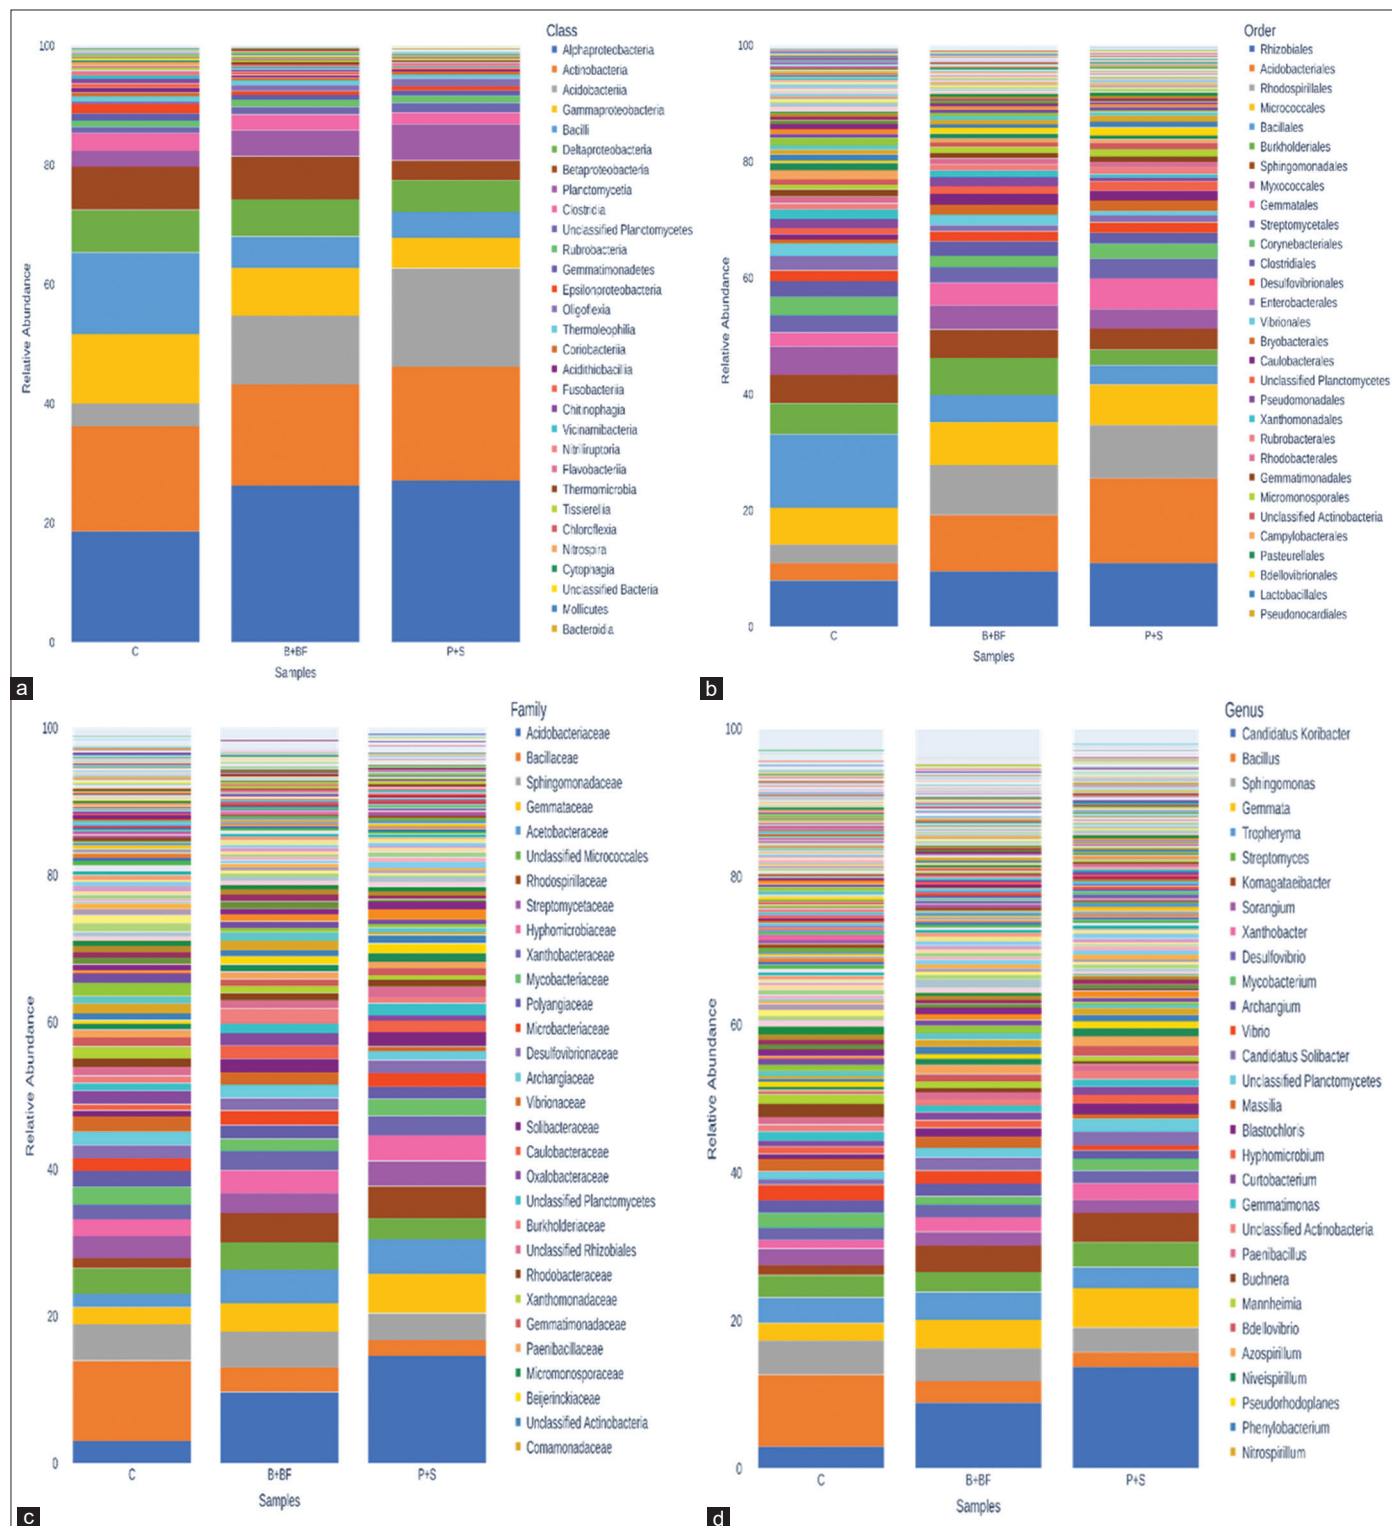 Class
100
80
60
40
20
0
Relative Abundance
C
B+BF
P+S
Samples
Alphaproteobacteria
Actinobacteria
Acidobacteriia
Gammaproteobacteria
Bacilli
Deltaproteobacteria
Betaproteobacteria
Planctomycetia
Clostridia
Unclassified Planctomycetes
Rubrobacteria
Gemmatimonadetes
Epsilonproteobacteria
Oligoflexia
Thermoleophilia
Coriobacteriia
Acidithiobacillia
Fusobacteriia
Chitinophagia
Vicinamibacteria
Nitriliruptoria
Flavobacteriia
Thermomicrobia
Tissierellia
Chloroflexia
Nitrospira
Cytophagia
Unclassified Bacteria
Mollicutes
Bacteroidia
a
Order
100
80
60
40
20
0
Relative Abundance
C
B+BF
P+S
Samples
Rhizobiales
Acidobacteriales
Rhodospirillales
Micrococcales
Bacillales
Burkholderiales
Sphingomonadales
Myxococcales
Gemmatales
Streptomycetales
Corynebacteriales
Clostridiales
Desulfovibrionales
Enterobacterales
Vibrionales
Bryobacterales
Caulobacterales
Unclassified Planctomycetes
Pseudomonadales
Xanthomonadales
Rubrobacterales
Rhodobacterales
Gemmatimonadales
Micromonosporales
Unclassified Actinobacteria
Campylobacterales
Pasteurellales
Bdellovibrionales
Lactobacillales
Pseudonocardiales
b
Family
100
80
60
40
20
0
Relative Abundance
C
B+BF
P+S
Samples
Acidobacteriaceae
Bacillaceae
Sphingomonadaceae
Gemmataceae
Acetobacteraceae
Unclassified Micrococcales
Rhodospirillaceae
Streptomycetaceae
Hyphomicrobiaceae
Xanthobacteraceae
Mycobacteriaceae
Polyangiaceae
Microbacteriaceae
Desulfovibrionaceae
Archangiaceae
Vibrionaceae
Solibacteraceae
Caulobacteraceae
Oxalobacteraceae
Unclassified Planctomycetes
Burkholderiaceae
Unclassified Rhizobiales
Rhodobacteraceae
Xanthomonadaceae
Gemmatimonadaceae
Paenibacillaceae
Micromonosporaceae
Beijerinckiaceae
Unclassified Actinobacteria
Comamonadaceae
c
Genus
100
80
60
40
20
0
Relative Abundance
C
B+BF
P+S
Samples
Candidatus Koribacter
Bacillus
Sphingomonas
Gemmata
Tropheryma
Streptomyces
Komagataeibacter
Sorangium
Xanthobacter
Desulfovibrio
Mycobacterium
Archangium
Vibrio
Candidatus Solibacter
Unclassified Planctomycetes
Massilia
Blastochloris
Hyphomicrobium
Curtobacterium
Gemmatimonas
Unclassified Actinobacteria
Paenibacillus
Buchnera
Mannheimia
Bdellovibrio
Azospirillum
Niveispirillum
Pseudorhodoplanes
Phenylobacterium
Nitrospirillum
d